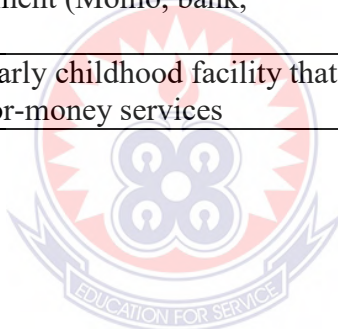 ment (Momo, bank,
arly childhood facility that
or-money services
EDUCATION FOR SERVICE